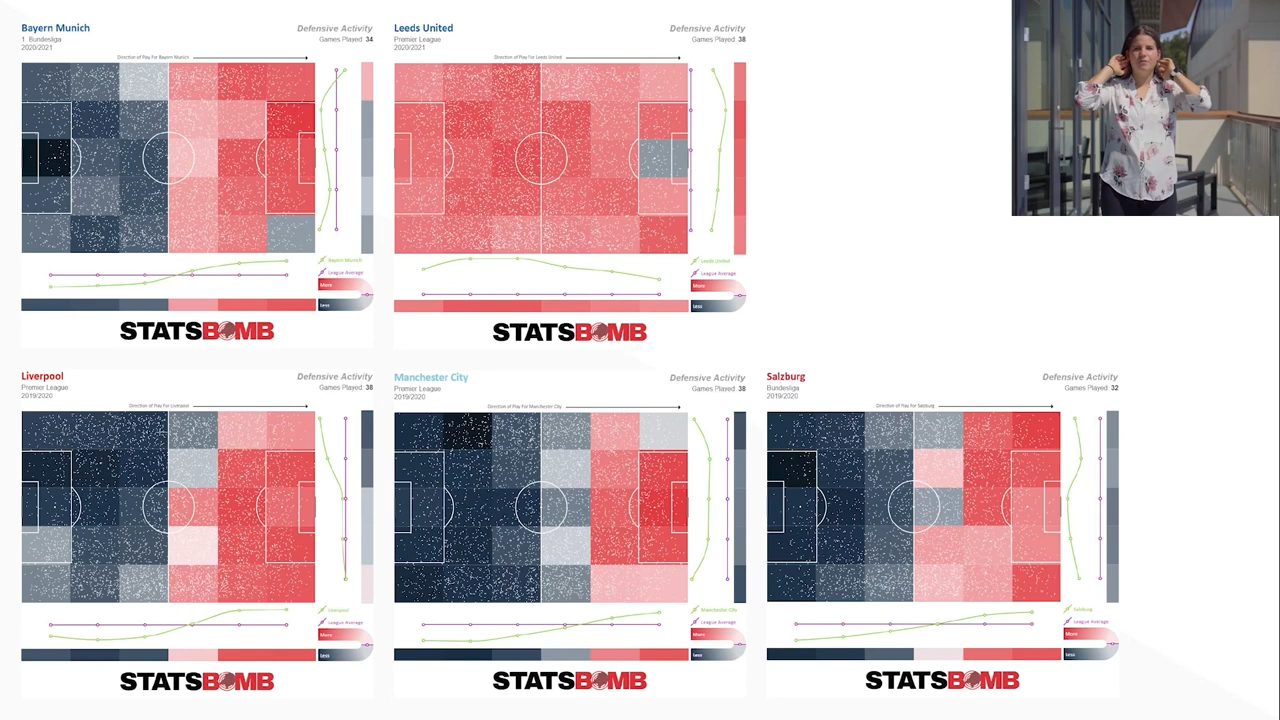 Bayern Munich
Defensive Activity
1. Bundesliga
Games Played 34
2020/2021
Direction of Play For Bayern Munich
Bayern Munich
League Average
More
Less
STATSBOMB
Leeds United
Defensive Activity
Premier League
Games Played 38
2020/2021
Direction of Play For Leeds United
Leeds United
League Average
More
Less
STATSBOMB
Liverpool
Defensive Activity
Premier League
Games Played 38
2019/2020
Direction of Play For Liverpool
Liverpool
League Average
More
Less
STATSBOMB
Manchester City
Defensive Activity
Premier League
Games Played 38
2019/2020
Direction of Play For Manchester City
Manchester City
League Average
More
Less
STATSBOMB
Salzburg
Defensive Activity
Bundesliga
Games Played 32
2019/2020
Direction of Play For Salzburg
Salzburg
League Average
More
Less
STATSBOMB